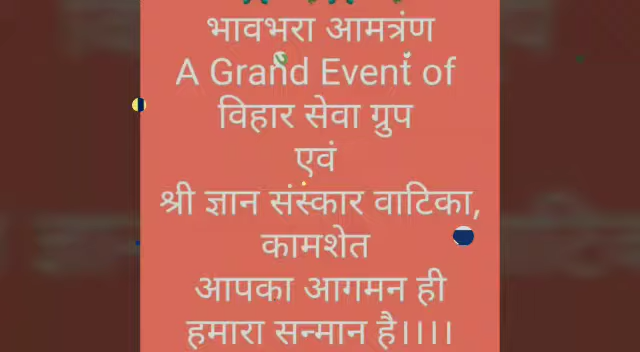 भावभरा आमत्रंण
A Grand Event of
विहार सेवा ग्रुप
एवं
श्री ज्ञान संस्कार वाटिका,
कामशेत
आपका आगमन ही
हमारा सन्मान है।।।।